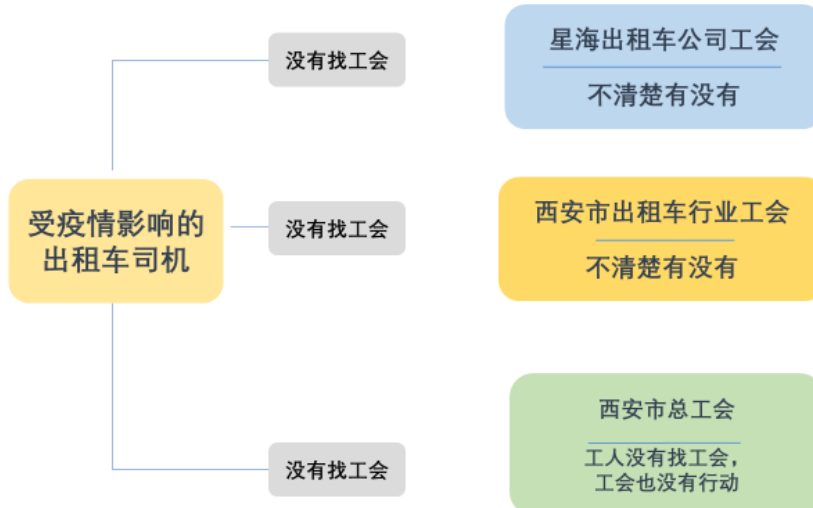 没有找工会
星海出租车公司工会
不清楚有没有
受疫情影响的
出租车司机
没有找工会
西安市出租车行业工会
不清楚有没有
没有找工会
西安市总工会
工人没有找工会，
工会也没有行动